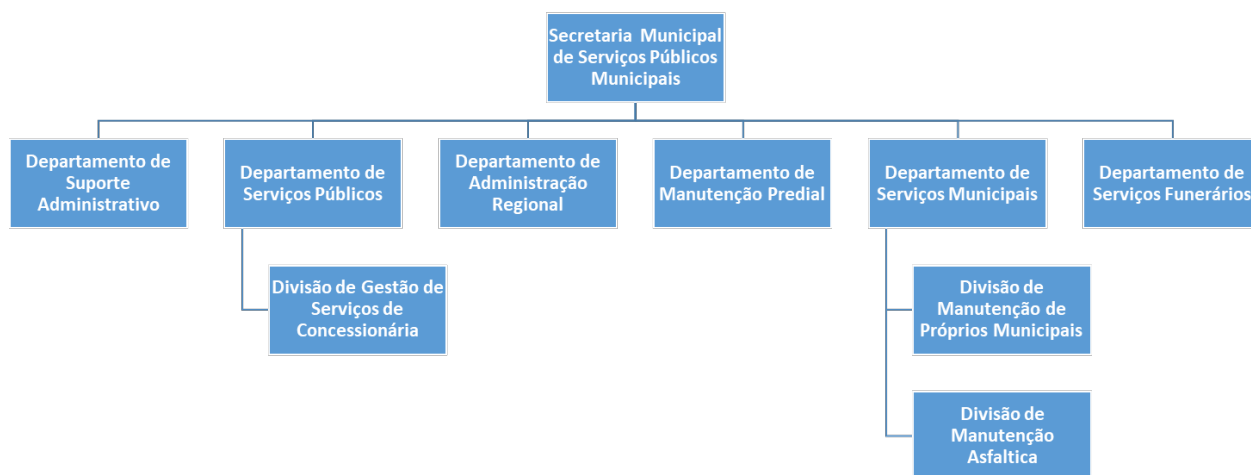 Secretaria Municipal
de Serviços Públicos
Municipais
Departamento de
Suporte
Administrativo
Departamento de
Serviços Públicos
Departamento de
Administração
Regional
Departamento de
Manutenção Predial
Departamento de
Serviços Municipais
Departamento de
Serviços Funerários
Divisão de Gestão de
Serviços de
Concessionária
Divisão de
Manutenção de
Próprios Municipais
Divisão de
Manutenção
Asfaltica